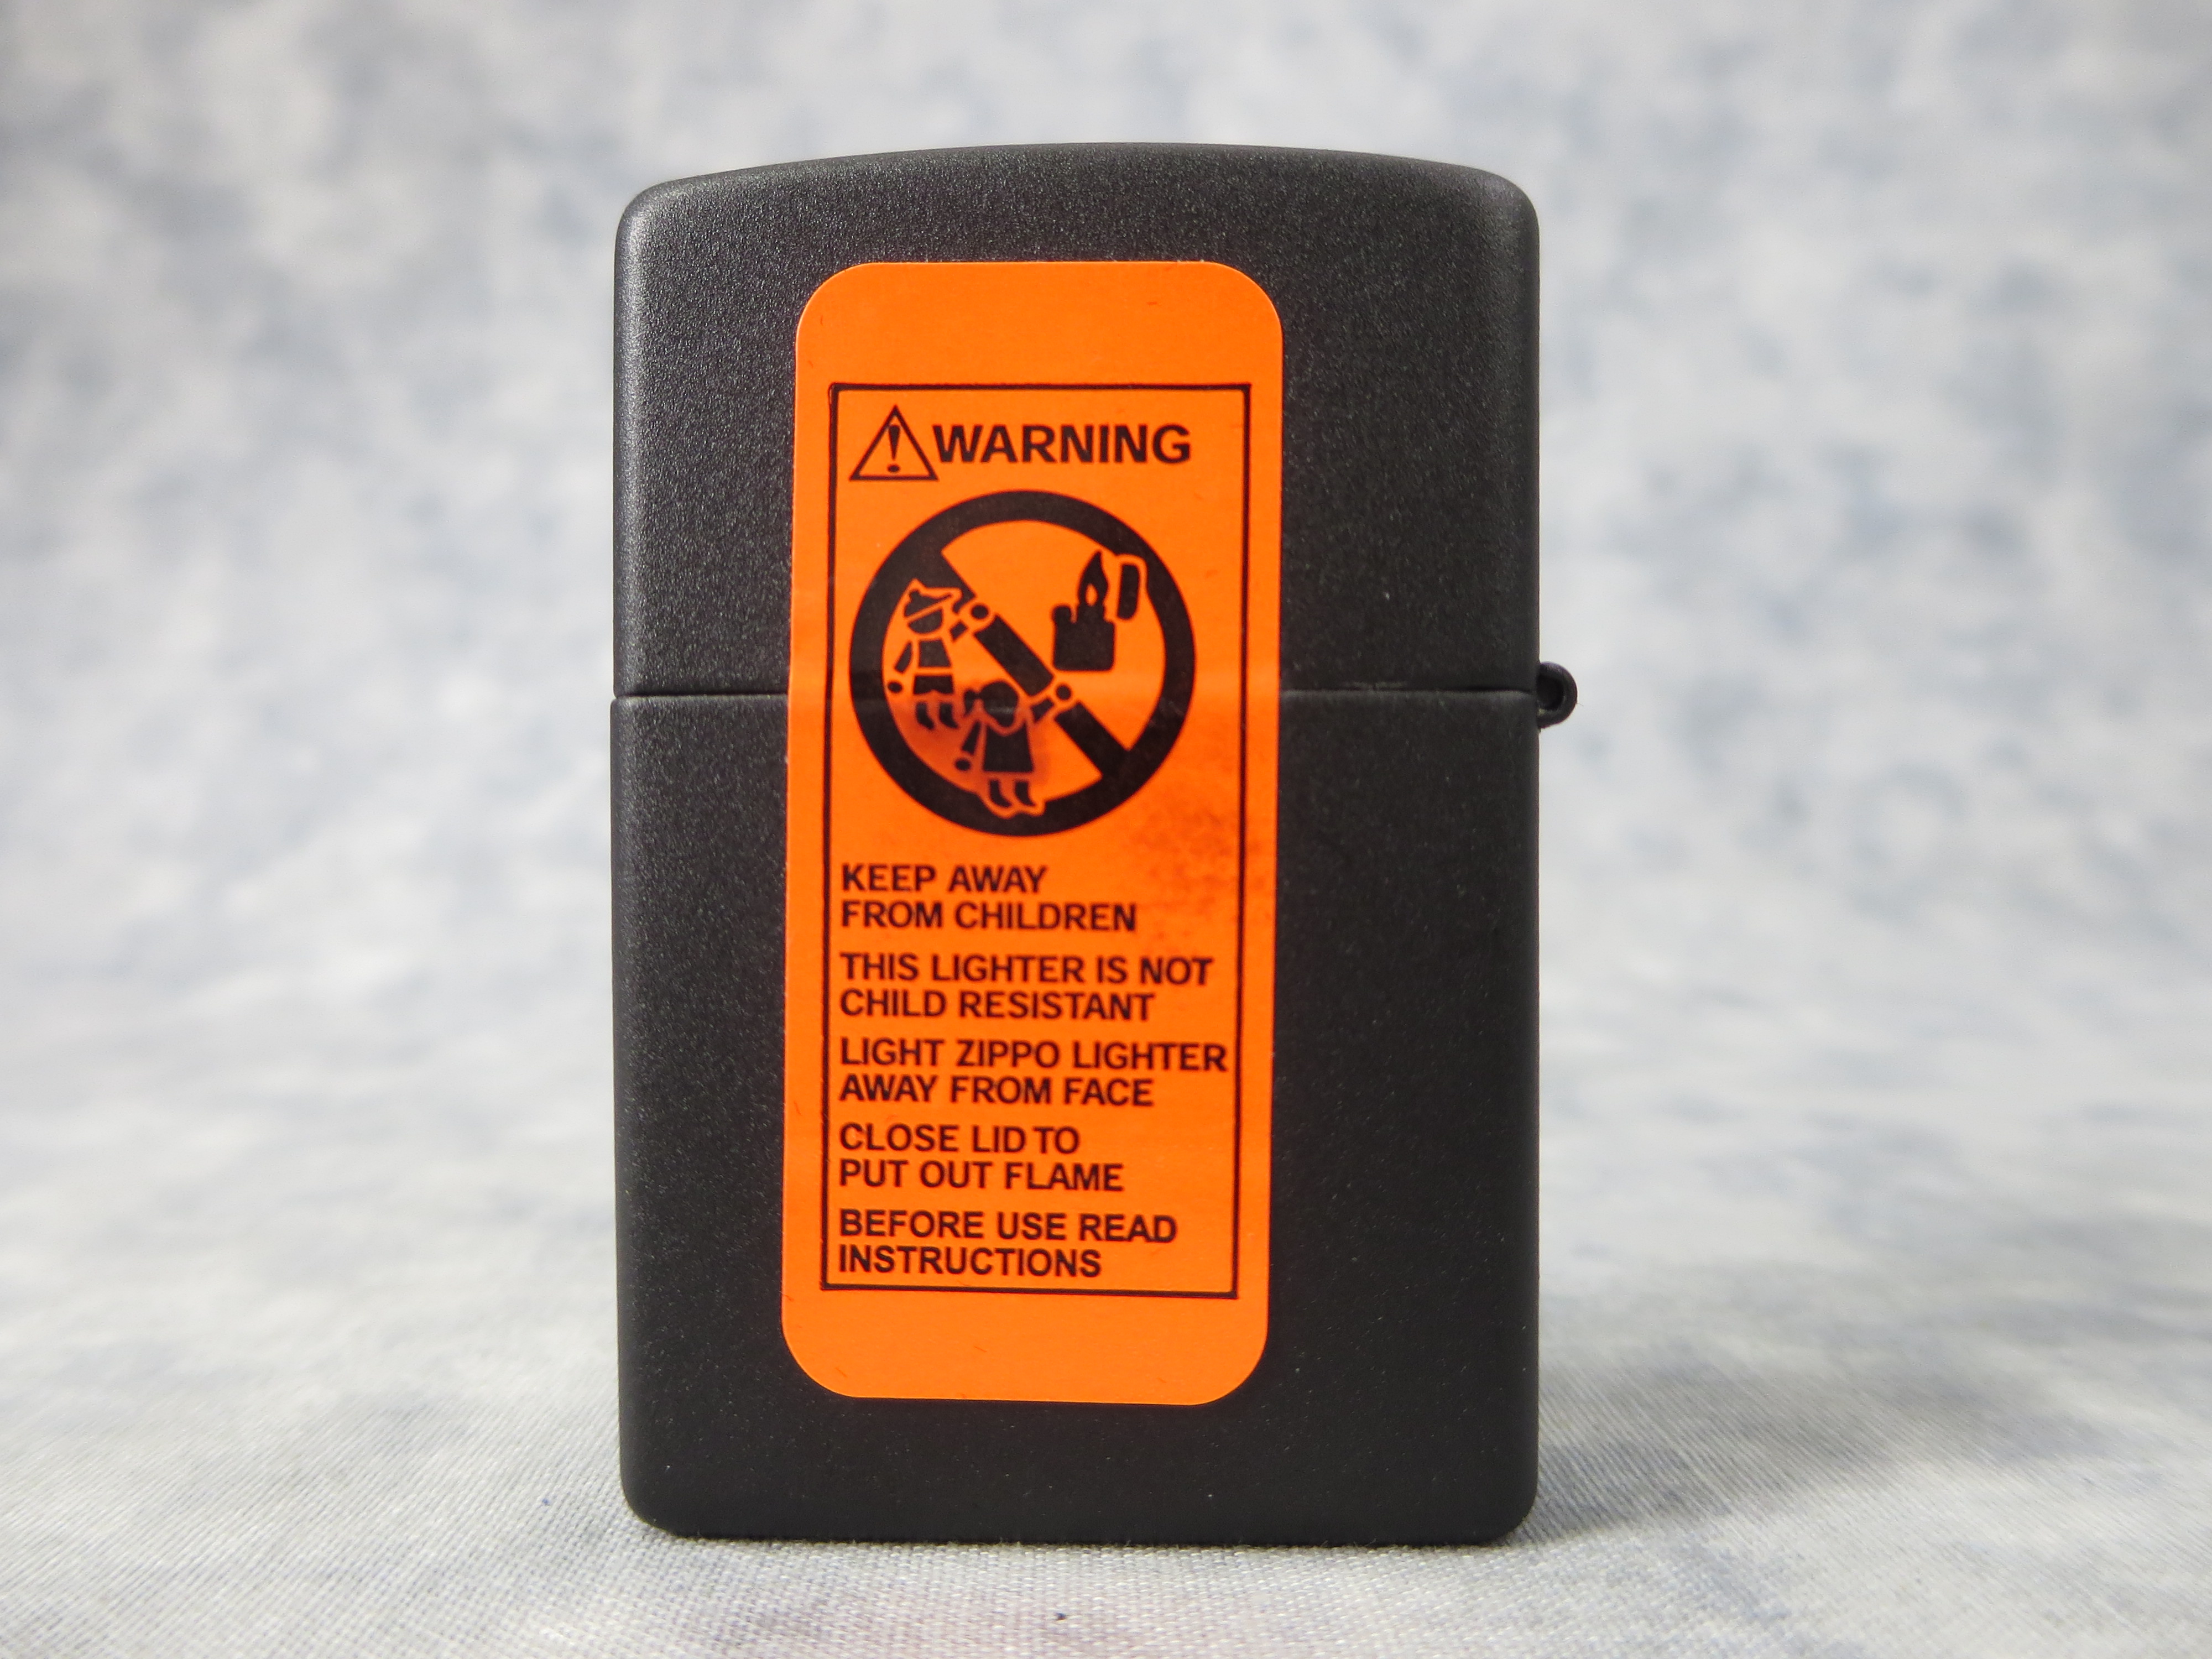 WARNING
KEEP AWAY
FROM CHILDREN
THIS LIGHTER IS NOT
CHILD RESISTANT
LIGHT ZIPPO LIGHTER
AWAY FROM FACE
CLOSE LID TO
PUT OUT FLAME
BEFORE USE READ
INSTRUCTIONS